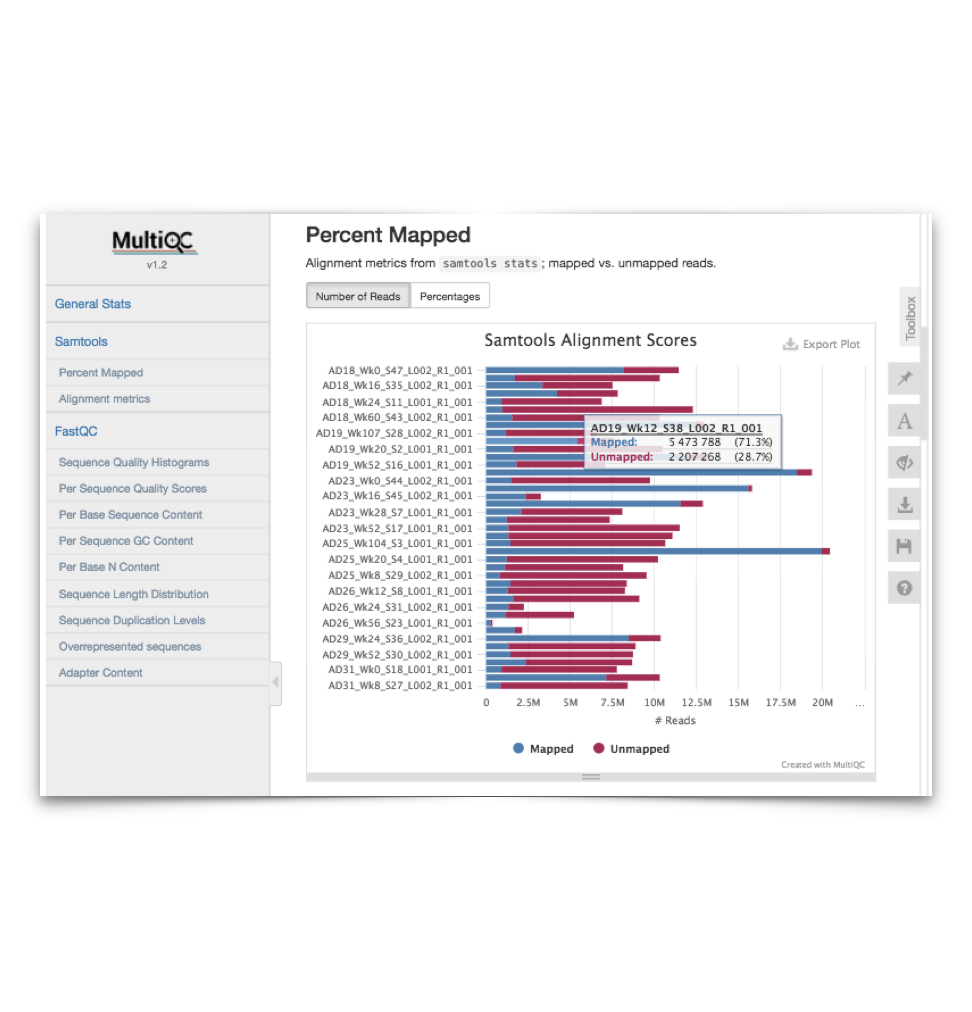 MultiQC
v1.2
General Stats
Samtools
Percent Mapped
Alignment metrics
FastQC
Sequence Quality Histograms
Per Sequence Quality Scores
Per Base Sequence Content
Per Sequence GC Content
Per Base N Content
Sequence Length Distribution
Sequence Duplication Levels
Overrepresented sequences
Adapter Content
Percent Mapped
Alignment metrics from samtools stats ; mapped vs. unmapped reads.
Number of Reads Percentages
Toolbox
Samtools Alignment Scores
Export Plot
AD18_Wk0_S47_L002_R1_001
AD18_Wk16_S35_L002_R1_001
AD18_Wk24_S11_L001_R1_001
AD18_Wk60_S43_L002_R1_001
AD19_Wk107_S28_L002_R1_001
AD19_Wk20_S2_L001_R1_001
AD19_Wk52_S16_L001_R1_001
AD23_Wk0_S44_L002_R1_001
AD23_Wk16_S45_L002_R1_001
AD23_Wk28_S7_L001_R1_001
AD23_Wk52_S17_L001_R1_001
AD25_Wk104_S3_L001_R1_001
AD25_Wk20_S4_L001_R1_001
AD25_Wk8_S29_L002_R1_001
AD26_Wk12_S8_L001_R1_001
AD26_Wk24_S31_L002_R1_001
AD26_Wk56_S23_L001_R1_001
AD29_Wk24_S36_L002_R1_001
AD29_Wk52_S30_L002_R1_001
AD31_Wk0_S18_L001_R1_001
AD31_Wk8_S27_L002_R1_001
AD19_Wk12_S38_L002_R1_001
Mapped: 5 473 788 (71.3%)
Unmapped: 2 207 268 (28.7%)
0 2.5M 5M 7.5M 10M 12.5M 15M 17.5M 20M ...
# Reads
Mapped Unmapped
Created with MultiQC